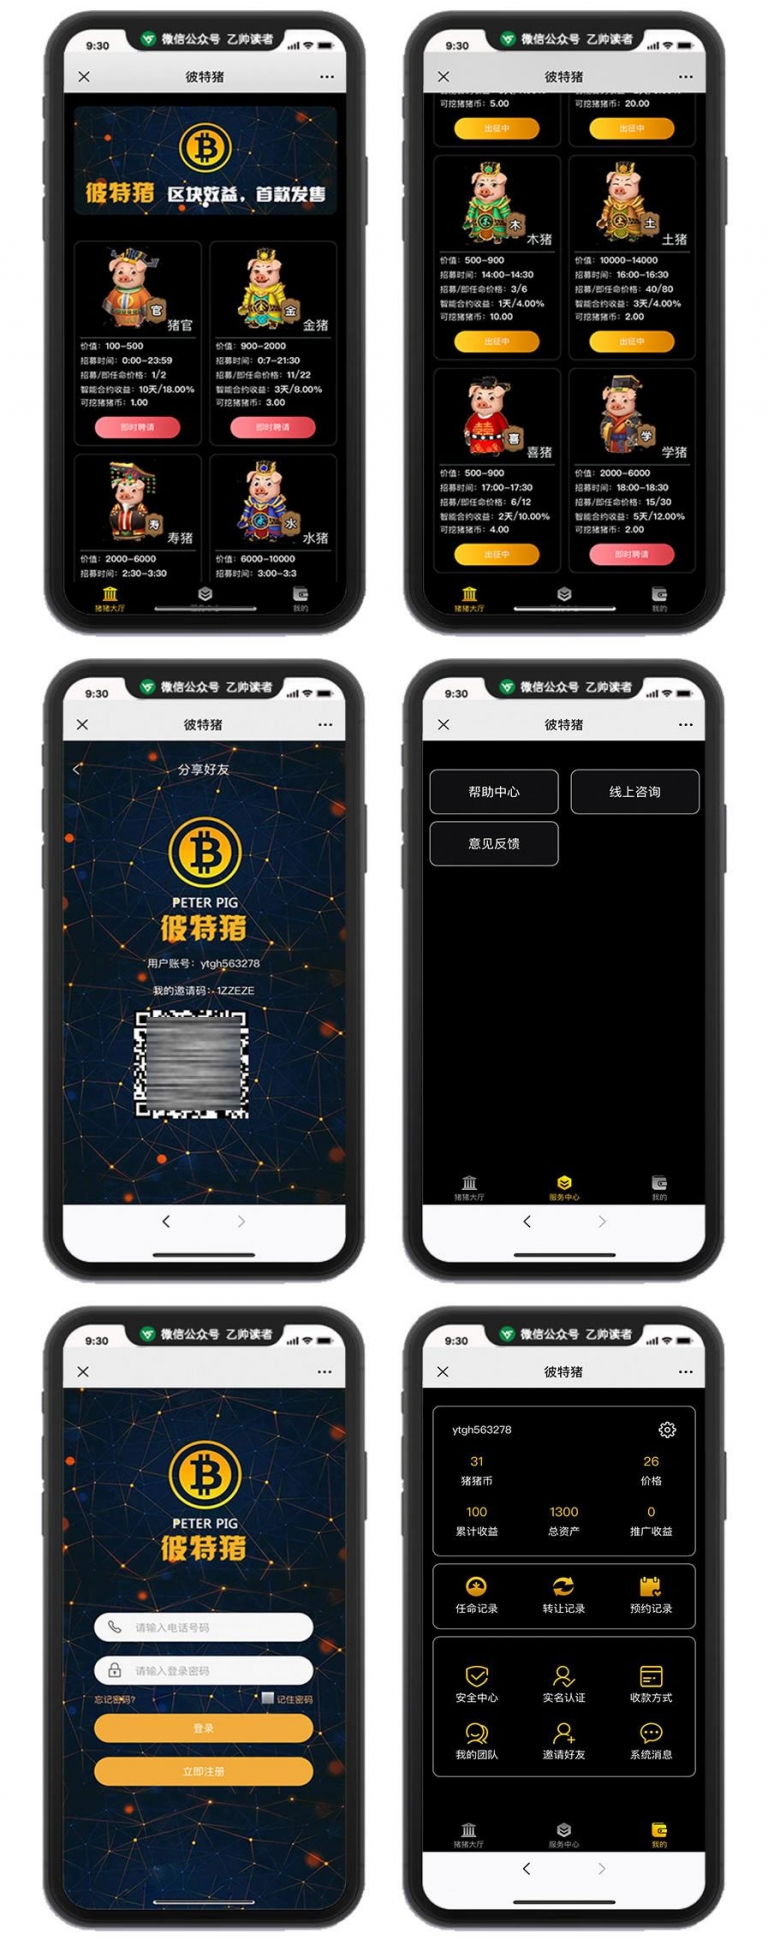 9:30 微信公众号 乙帅读者
彼特猪
彼特猪 区块效益，首款发售
官
猪官
价值：100-500
招募时间：0:00-23:59
招募/即任命价格：1/2
智能合约收益：10天/18.00%
可挖猪猪币：1.00
即时聘请
金
金猪
价值：900-2000
招募时间：0:7-21:30
招募/即任命价格：11/22
智能合约收益：3天/8.00%
可挖猪猪币：3.00
即时聘请
寿
寿猪
价值：2000-6000
招募时间：2:30-3:30
水
水猪
价值：6000-10000
招募时间：3:00-3:3
猪猪大厅
服务中心
我的
9:30 微信公众号 乙帅读者
彼特猪
可挖猪猪币：5.00
出征中
可挖猪猪币：20.00
出征中
木
木猪
价值：500-900
招募时间：14:00-14:30
招募/即任命价格：3/6
智能合约收益：1天/4.00%
可挖猪猪币：10.00
出征中
土
土猪
价值：10000-14000
招募时间：16:00-16:30
招募/即任命价格：40/80
智能合约收益：3天/4.00%
可挖猪猪币：2.00
出征中
喜
喜猪
价值：500-900
招募时间：17:00-17:30
招募/即任命价格：6/12
智能合约收益：2天/10.00%
可挖猪猪币：4.00
出征中
学
学猪
价值：2000-6000
招募时间：18:00-18:30
招募/即任命价格：15/30
智能合约收益：5天/12.00%
可挖猪猪币：2.00
即时聘请
猪猪大厅
服务中心
我的
9:30 微信公众号 乙帅读者
彼特猪
分享好友
PETER PIG
彼特猪
用户账号：ytgh563278
我的邀请码：1ZZEZE
9:30 微信公众号 乙帅读者
彼特猪
帮助中心
线上咨询
意见反馈
猪猪大厅
服务中心
我的
9:30 微信公众号 乙帅读者
PETER PIG
彼特猪
请输入电话号码
请输入登录密码
忘记密码?
记住密码
登录
立即注册
9:30 微信公众号 乙帅读者
彼特猪
ytgh563278
31
26
猪猪币
价格
100
1300
0
累计收益
总资产
推广收益
任命记录
转让记录
预约记录
安全中心
实名认证
收款方式
我的团队
邀请好友
系统消息
猪猪大厅
服务中心
我的